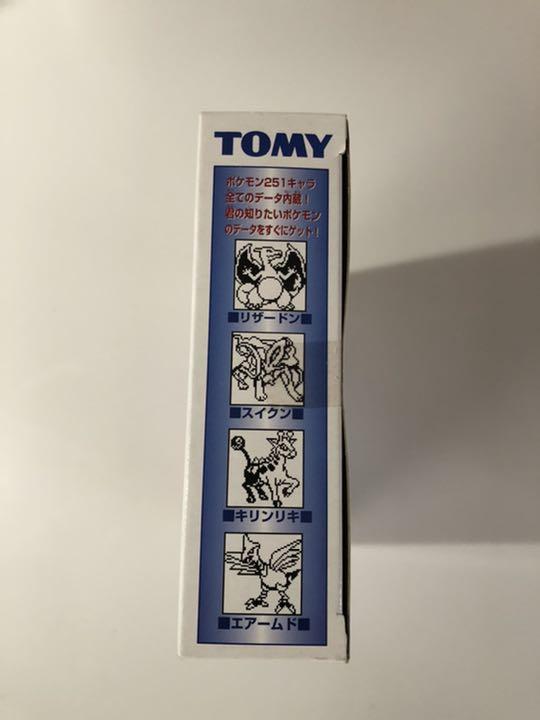 TOMY
ポケモン251キャラ
全てのデータ内蔵！
君の知りたいポケモン
のデータをすぐにゲット！
■リザードン■
■スイクン■
■キリンリキ■
■エアームド■